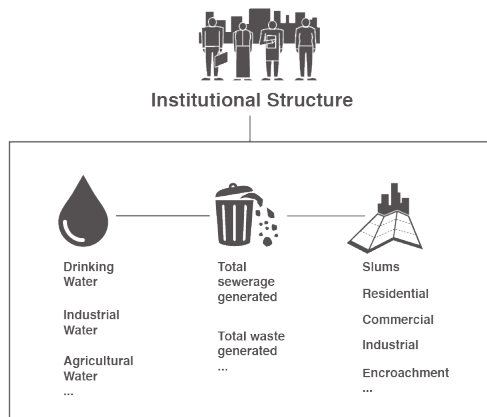 Institutional Structure
Drinking
Water
Industrial
Water
Agricultural
Water
...
Total
sewerage
generated
Total waste
generated
...
Slums
Residential
Commercial
Industrial
Encroachment
...